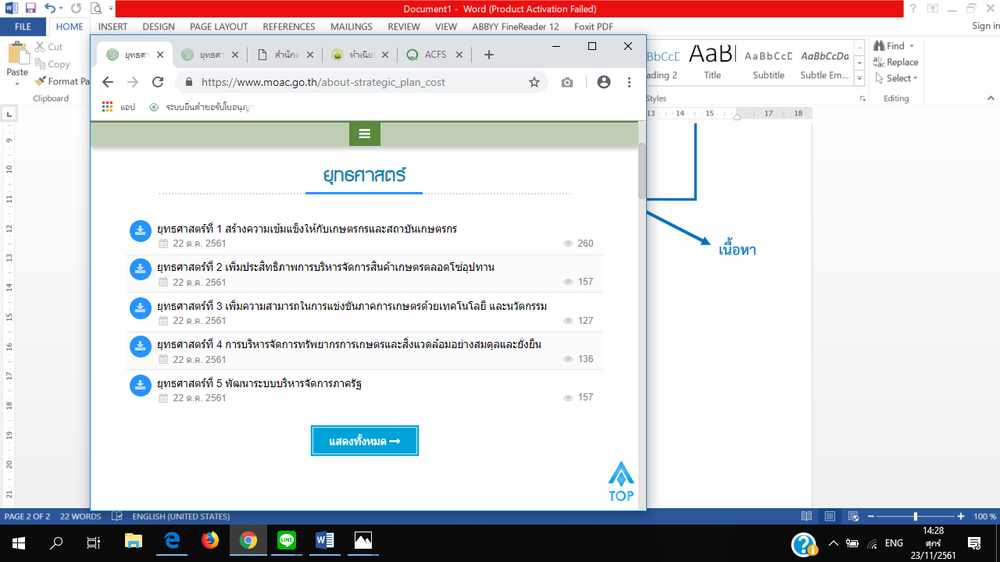 Document1 - Word (Product Activation Failed)
FILE HOME INSERT DESIGN PAGE LAYOUT REFERENCES MAILINGS REVIEW VIEW ABBYY FineReader 12 Foxit PDF Sign in
Paste
Cut
Copy
Format Pa
Clipboard
AaBl AaBbCcD AaBbCcDa
ading 2 Title Subtitle Subtle Em...
Styles
Find
Replace
Select
Editing
ยุทธศา ยุทธศา สำนักง ทำเนีย ACFS
https://www.moac.go.th/about-strategic_plan_cost
แอป ระบบยื่นคำขอรับใบอนุญา
13 14 15 17 18
9
10
11
12
13
14
15
16
17
18
19
20
21
ยุทธศาสตร์
ยุทธศาสตร์ที่ 1 สร้างความเข้มแข็งให้กับเกษตรกรและสถาบันเกษตรกร
22 ต.ค. 2561 260
ยุทธศาสตร์ที่ 2 เพิ่มประสิทธิภาพการบริหารจัดการสินค้าเกษตรตลอดโซ่อุปทาน
22 ต.ค. 2561 157
ยุทธศาสตร์ที่ 3 เพิ่มความสามารถในการแข่งขันภาคการเกษตรด้วยเทคโนโลยี และนวัตกรรม
22 ต.ค. 2561 127
ยุทธศาสตร์ที่ 4 การบริหารจัดการทรัพยากรการเกษตรและสิ่งแวดล้อมอย่างสมดุลและยั่งยืน
22 ต.ค. 2561 136
ยุทธศาสตร์ที่ 5 พัฒนาระบบบริหารจัดการภาครัฐ
22 ต.ค. 2561 157
แสดงทั้งหมด
TOP
เนื้อหา
PAGE 2 OF 2 22 WORDS ENGLISH (UNITED STATES) 100 %
ENG
14:28
ศุกร์
23/11/2561